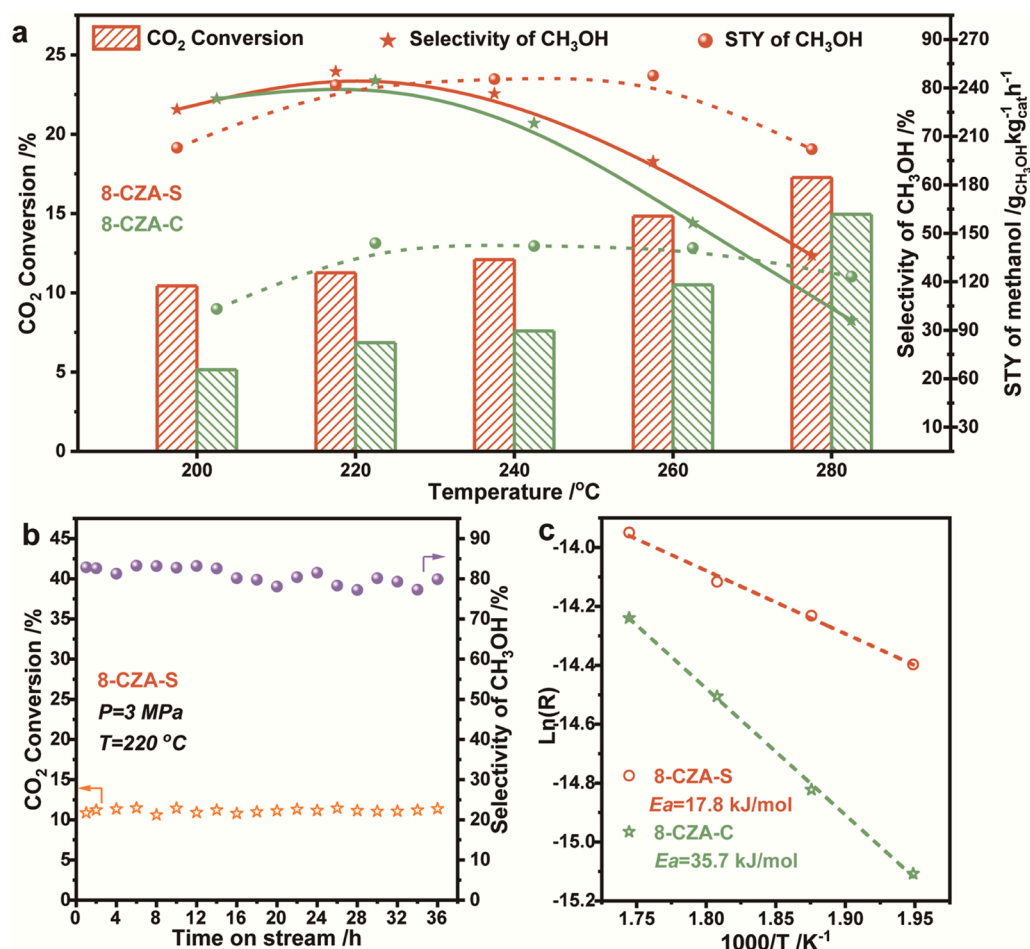 a
CO₂ Conversion
Selectivity of CH₃OH
STY of CH₃OH
8-CZA-S
8-CZA-C
CO₂ Conversion /%
0
5
10
15
20
25
200
220
240
260
280
Temperature /°C
Selectivity of CH₃OH /%
90
80
70
60
50
40
30
20
10
STY of methanol /g_CH₃OH kg⁻¹_cat h⁻¹
270
240
210
180
150
120
90
60
30
b
CO₂ Conversion /%
45
40
35
30
25
20
15
10
5
0
8-CZA-S
P=3 MPa
T=220 °C
0 4 8 12 16 20 24 28 32 36
Time on stream /h
Selectivity of CH₃OH /%
90
80
70
60
50
40
30
20
10
0
c
Ln(R)
-14.0
-14.2
-14.4
-14.6
-14.8
-15.0
-15.2
8-CZA-S
Ea=17.8 kJ/mol
8-CZA-C
Ea=35.7 kJ/mol
1.75 1.80 1.85 1.90 1.95
1000/T /K⁻¹